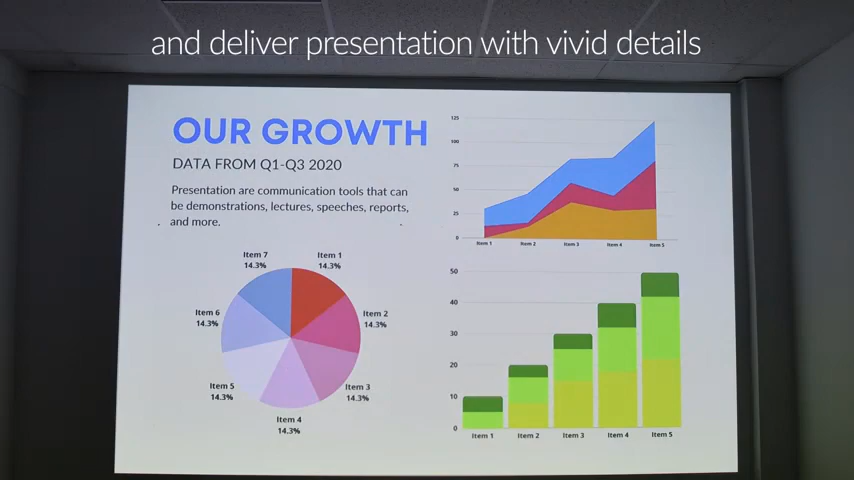 and deliver presentation with vivid details
OUR GROWTH
DATA FROM Q1-Q3 2020
Presentation are communication tools that can
be demonstrations, lectures, speeches, reports,
and more.
125
100
75
50
25
0
Item 1 Item 2 Item 3 Item 4 Item 5
Item 7
14.3%
Item 1
14.3%
Item 2
14.3%
Item 3
14.3%
Item 4
14.3%
Item 5
14.3%
Item 6
14.3%
50
40
30
20
10
0
Item 1 Item 2 Item 3 Item 4 Item 5